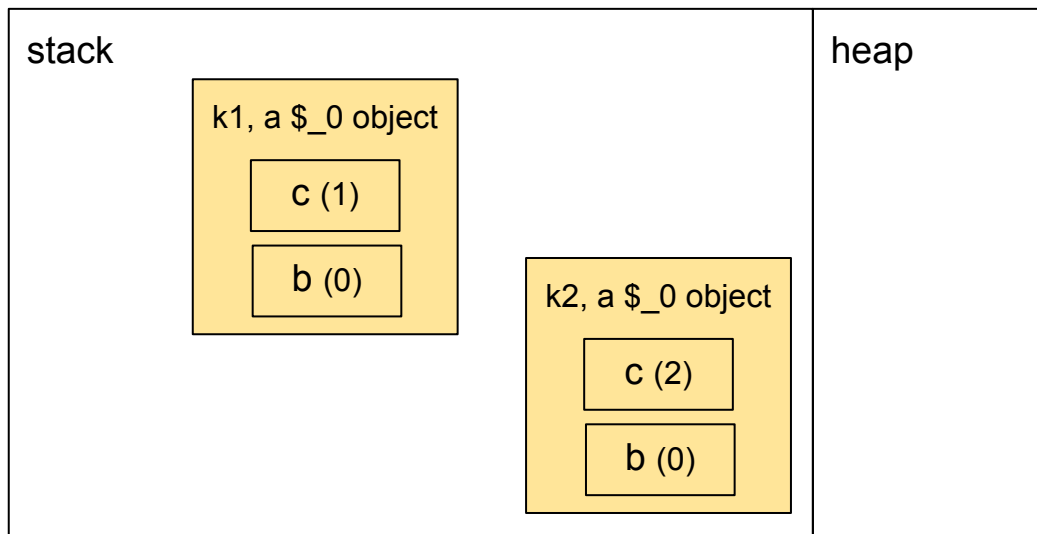 stack
heap
k1, a $_0 object
c (1)
b (0)
k2, a $_0 object
c (2)
b (0)